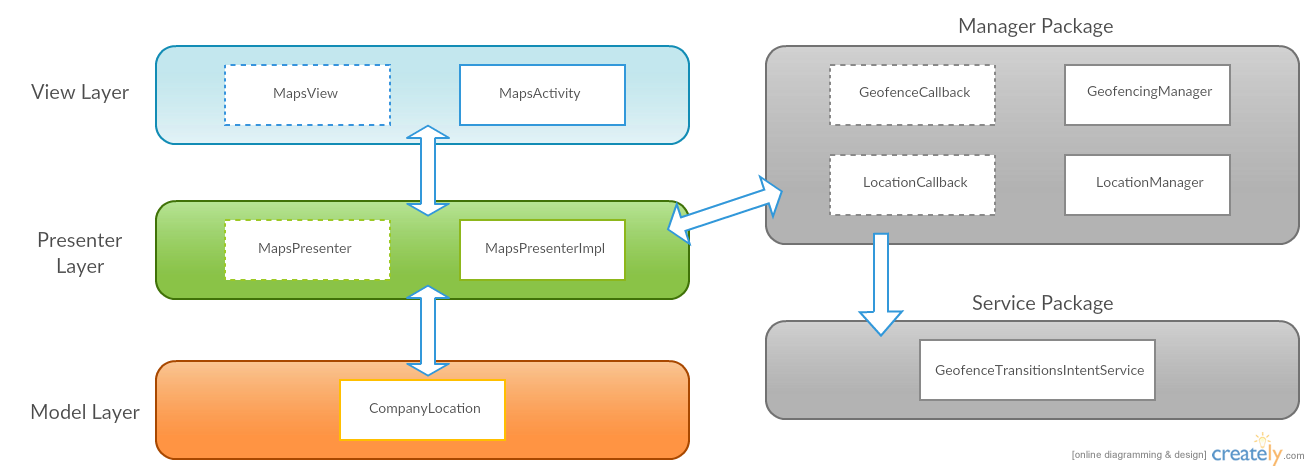 View Layer
MapsView
MapsActivity
Presenter
Layer
MapsPresenter
MapsPresenterImpl
Model Layer
CompanyLocation
Manager Package
GeofenceCallback
GeofencingManager
LocationCallback
LocationManager
Service Package
GeofenceTransitionsIntentService
[online diagramming & design] creately.com